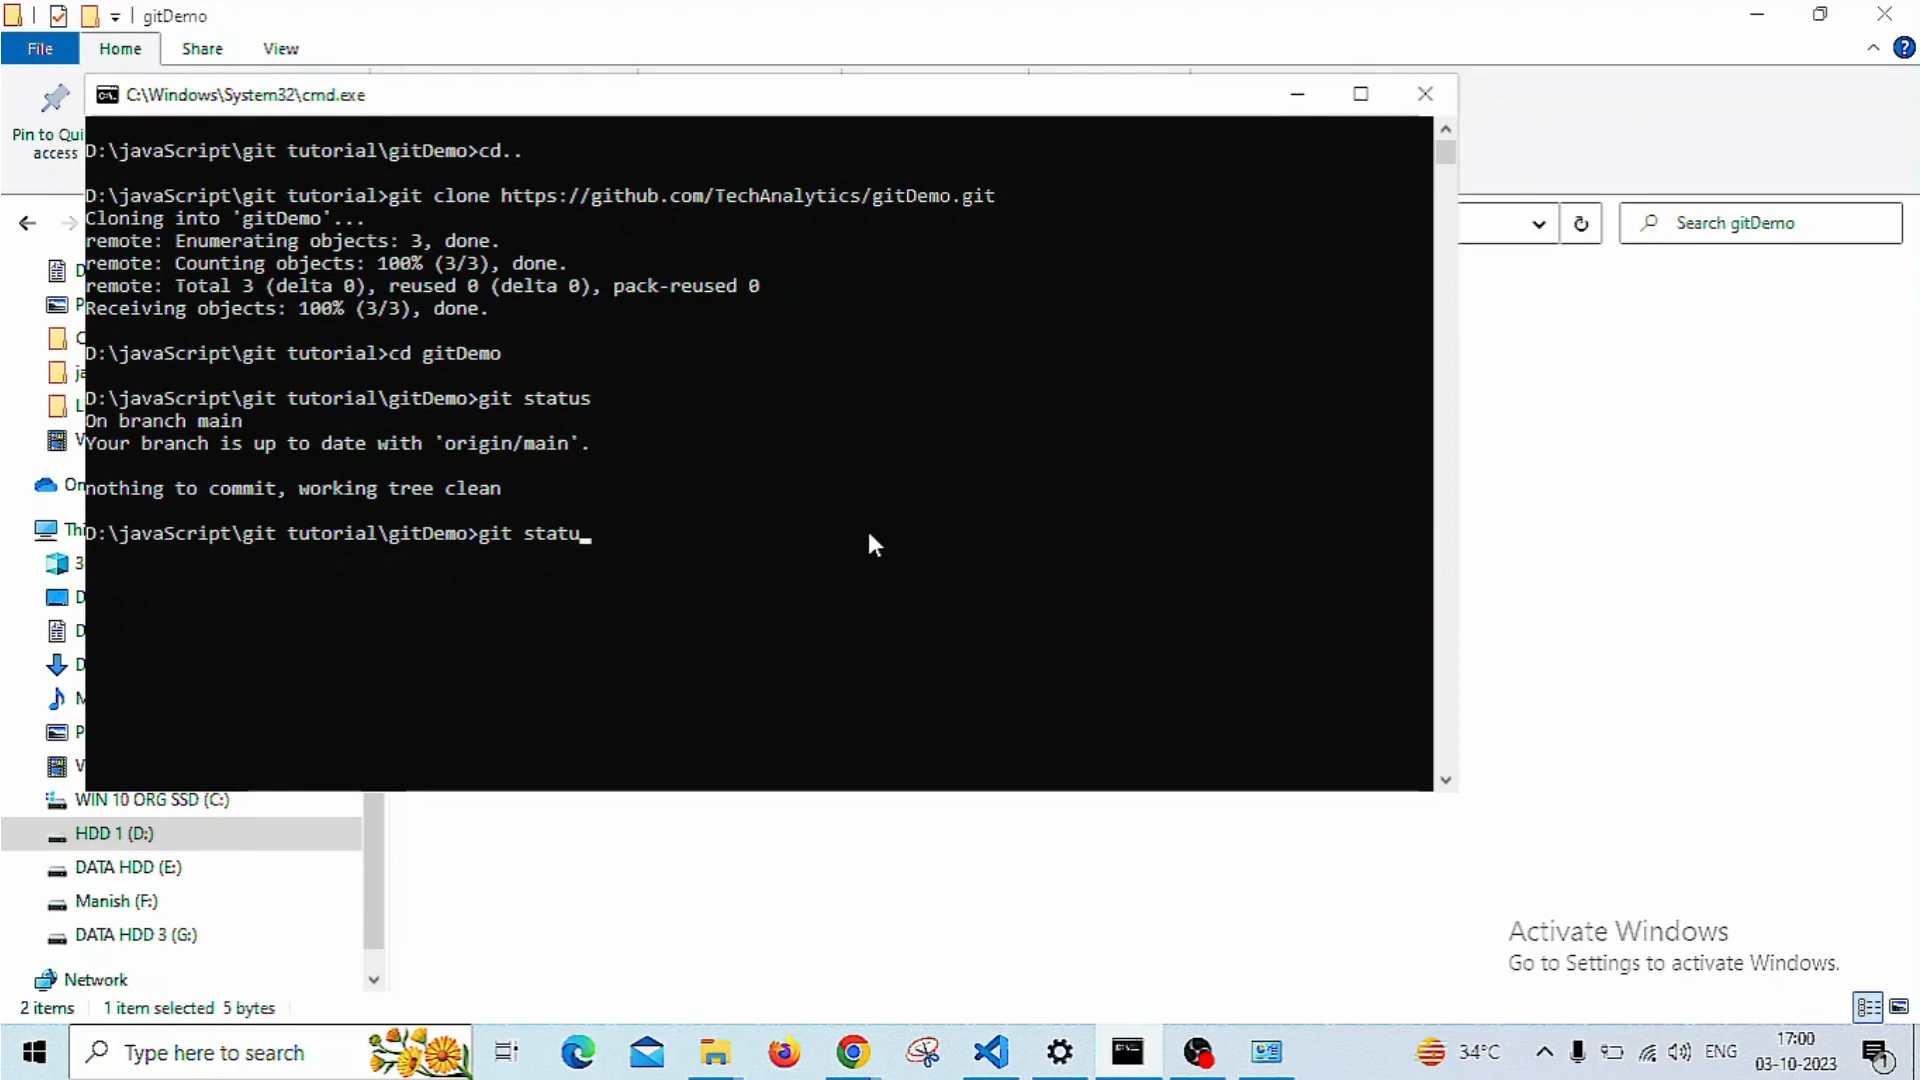 gitDemo
File Home Share View
Pin to Qui
access
C:\Windows\System32\cmd.exe
D:\javaScript\git tutorial\gitDemo>cd..
D:\javaScript\git tutorial>git clone https://github.com/TechAnalytics/gitDemo.git
Cloning into 'gitDemo'...
remote: Enumerating objects: 3, done.
remote: Counting objects: 100% (3/3), done.
remote: Total 3 (delta 0), reused 0 (delta 0), pack-reused 0
Receiving objects: 100% (3/3), done.
D:\javaScript\git tutorial>cd gitDemo
D:\javaScript\git tutorial\gitDemo>git status
On branch main
Your branch is up to date with 'origin/main'.
nothing to commit, working tree clean
D:\javaScript\git tutorial\gitDemo>git statu_
Search gitDemo
WIN 10 ORG SSD (C:)
HDD 1 (D:)
DATA HDD (E:)
Manish (F:)
DATA HDD 3 (G:)
Network
2 items 1 item selected 5 bytes
Activate Windows
Go to Settings to activate Windows.
Type here to search
34°C
ENG
17:00
03-10-2023
1